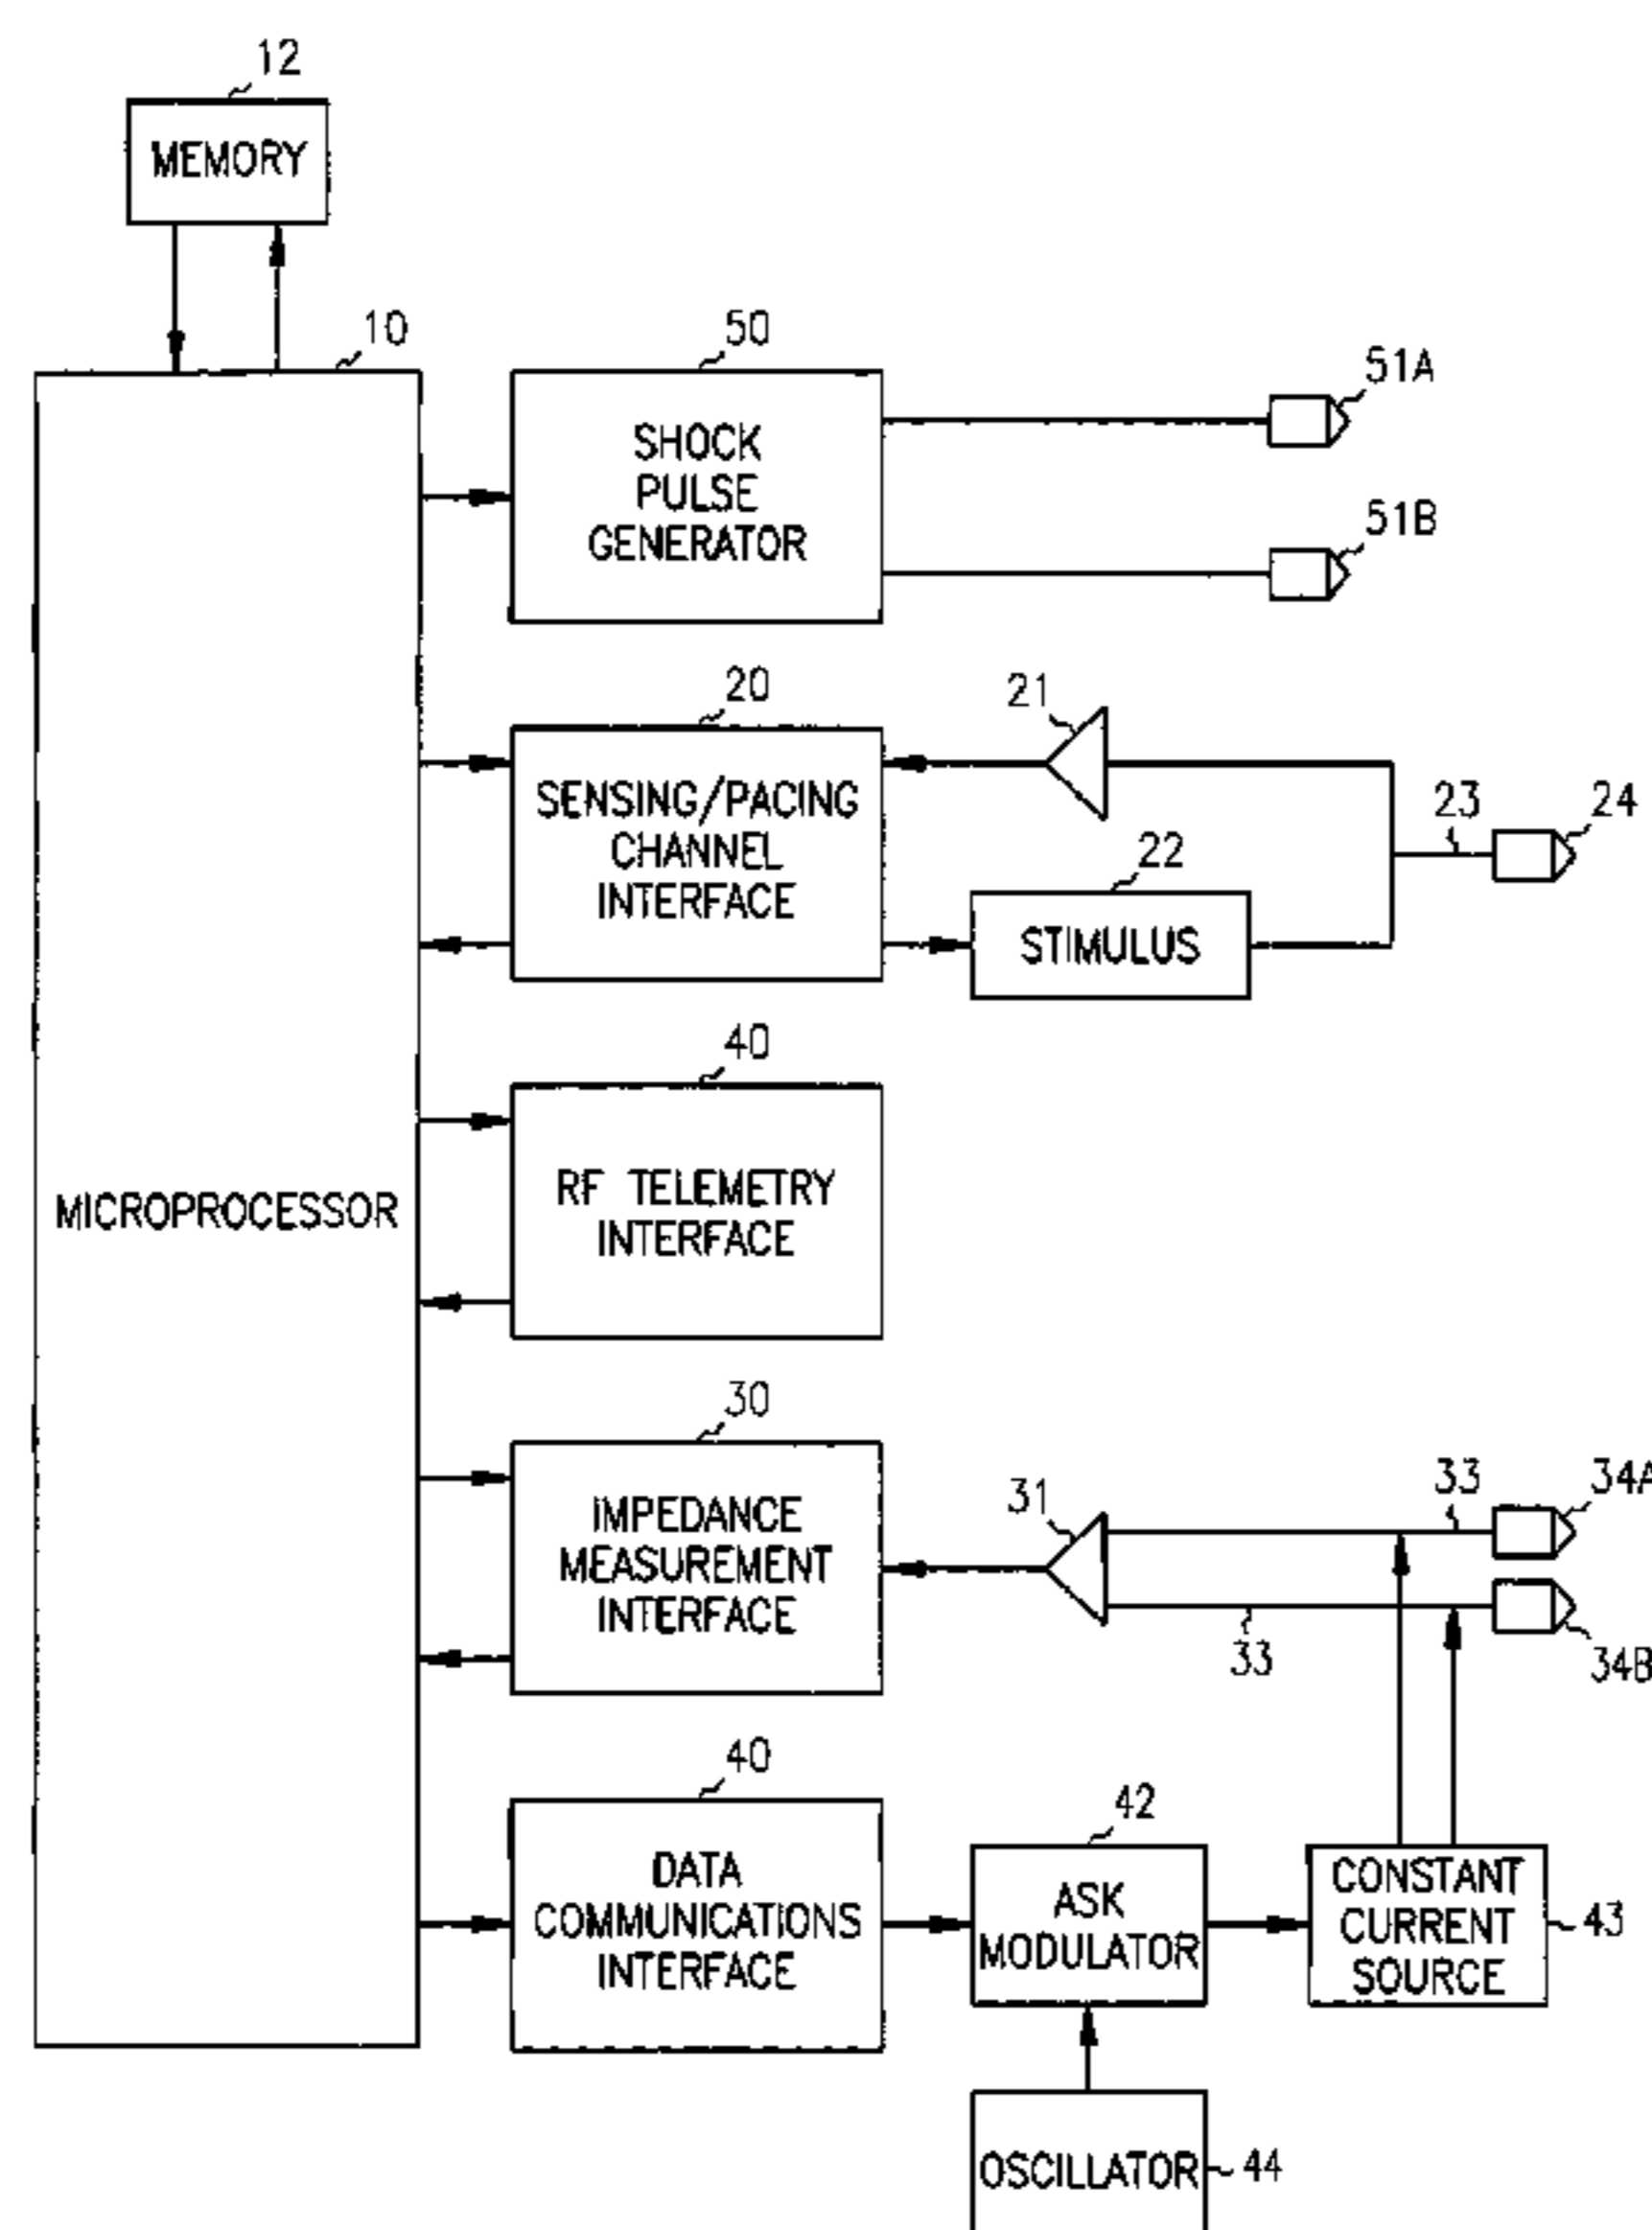 12
MEMORY
10
MICROPROCESSOR
50
SHOCK
PULSE
GENERATOR
51A
51B
20
SENSING/PACING
CHANNEL
INTERFACE
21
22
STIMULUS
23
24
40
RF TELEMETRY
INTERFACE
30
IMPEDANCE
MEASUREMENT
INTERFACE
31
33
34A
33
34B
40
DATA
COMMUNICATIONS
INTERFACE
42
ASK
MODULATOR
CONSTANT
CURRENT
SOURCE
43
OSCILLATOR
44